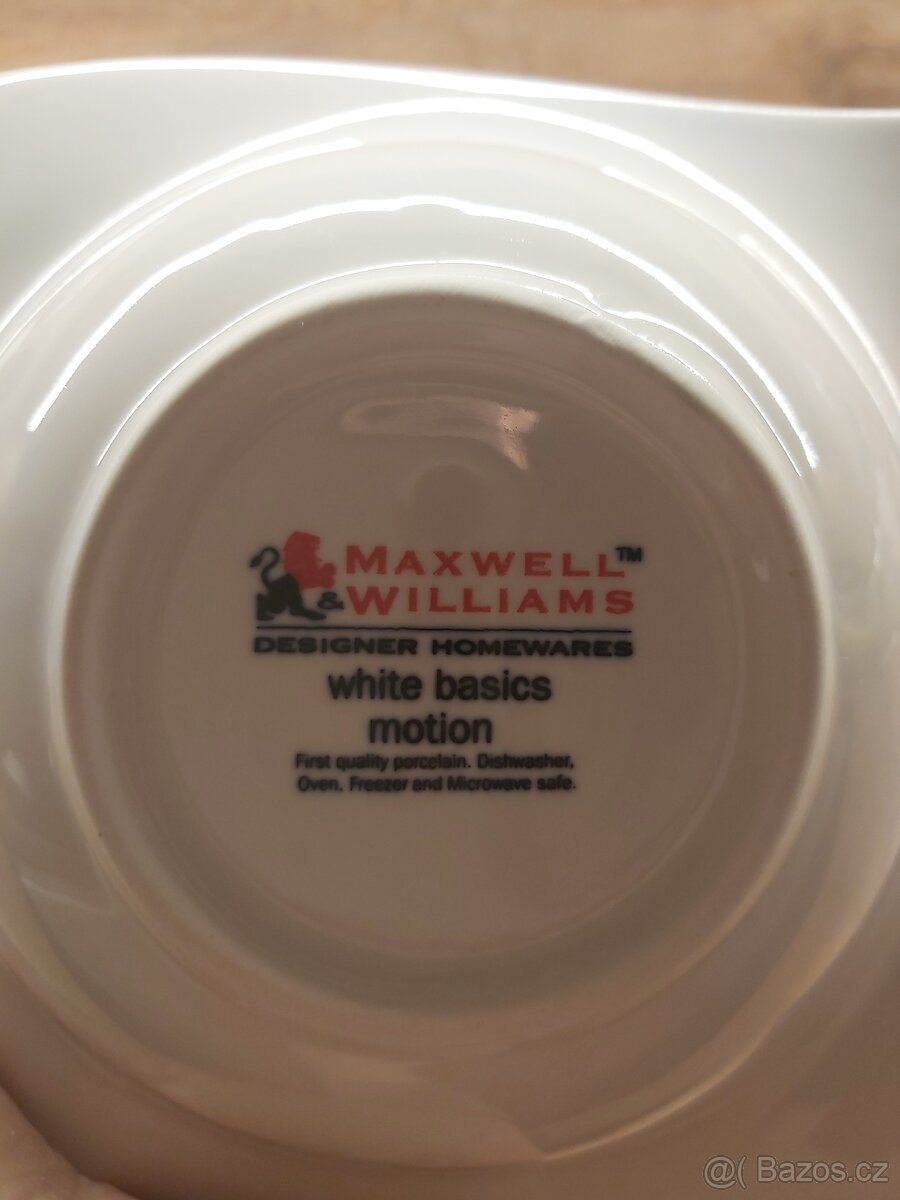 MAXWELL™
& WILLIAMS
DESIGNER HOMEWARES
white basics
motion
First quality porcelain. Dishwasher,
Oven, Freezer and Microwave safe.
@( Bazos.cz